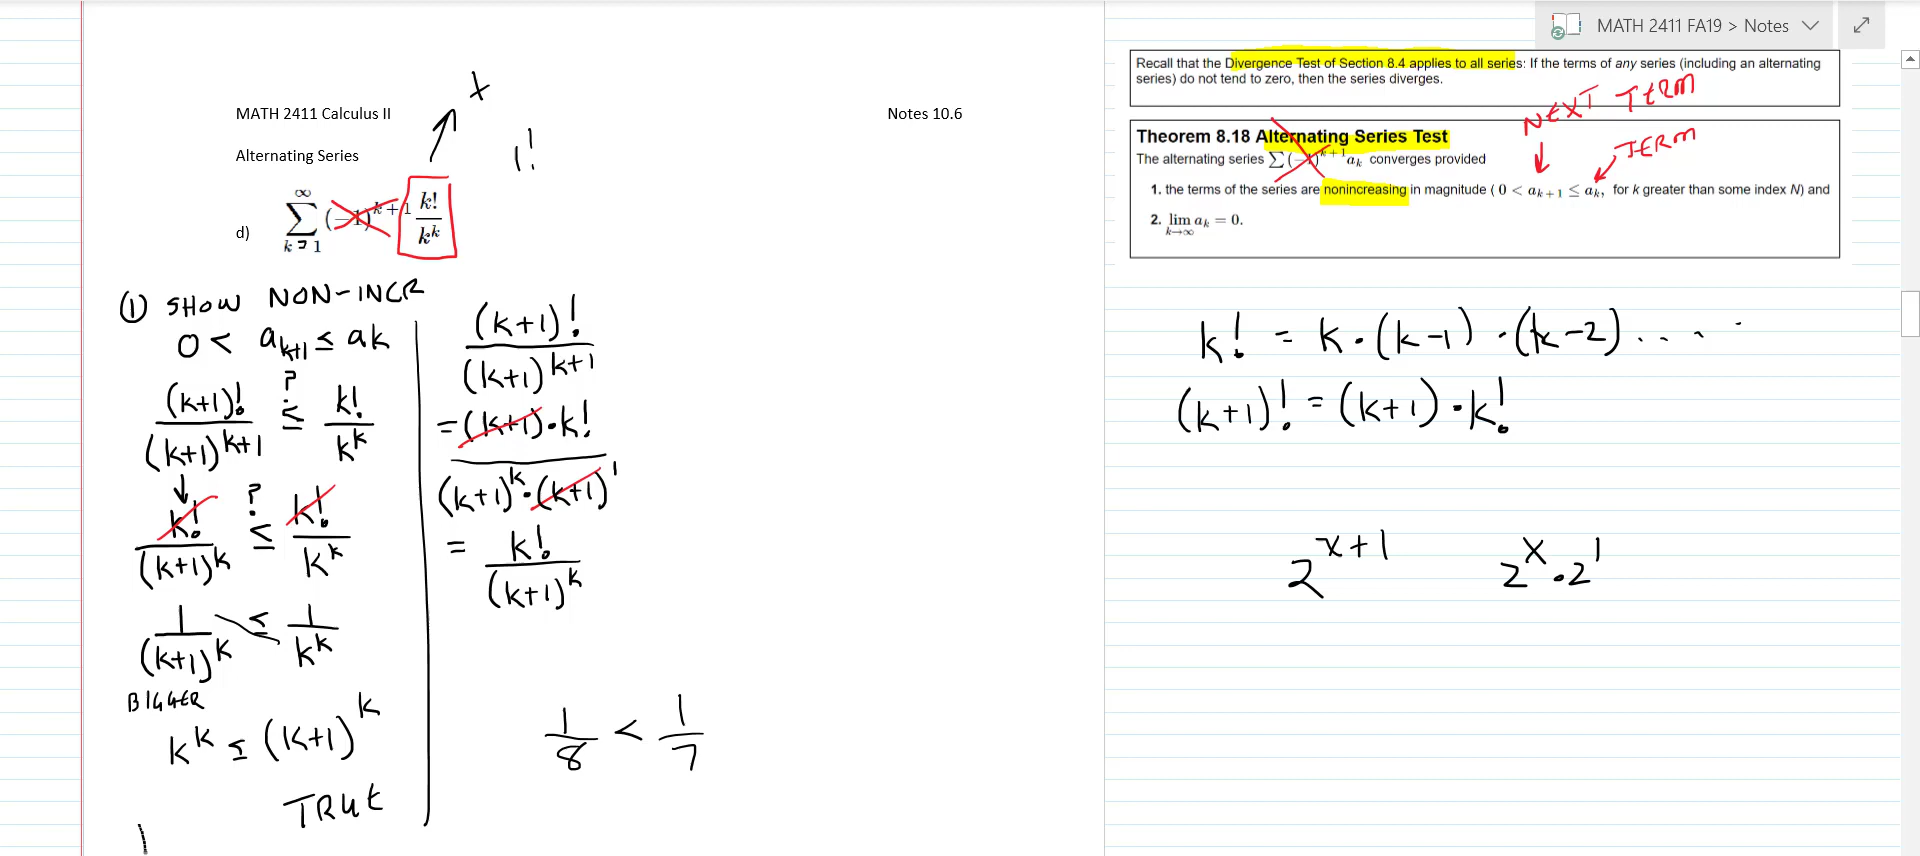 MATH 2411 FA19 > Notes
MATH 2411 Calculus II
Notes 10.6
Alternating Series
+
1!
d) ∑_{k=1}^{∞} (−1)^{k+1} k!/k^k
① SHOW NON-INCR
0 < a_{k+1} ≤ a_k
(k+1)!/(k+1)^{k+1} ≤? k!/k^k
k!/(k+1)^k ≤? k!/k^k
1/(k+1)^k ≤ 1/k^k
BIGGER
k^k ≤ (k+1)^k
TRUE
(k+1)!/(k+1)^{k+1}
= (k+1)·k!/(k+1)^k·(k+1)^1
= k!/(k+1)^k
1/8 < 1/7
Recall that the Divergence Test of Section 8.4 applies to all series: If the terms of any series (including an alternating
series) do not tend to zero, then the series diverges.
NEXT TERM
TERM
Theorem 8.18 Alternating Series Test
The alternating series ∑(−1)^{k+1} a_k converges provided
1. the terms of the series are nonincreasing in magnitude ( 0 < a_{k+1} ≤ a_k, for k greater than some index N) and
2. lim_{k→∞} a_k = 0.
k! = k·(k−1)·(k−2).....
(k+1)! = (k+1)·k!
2^{x+1} 2^x·2^1